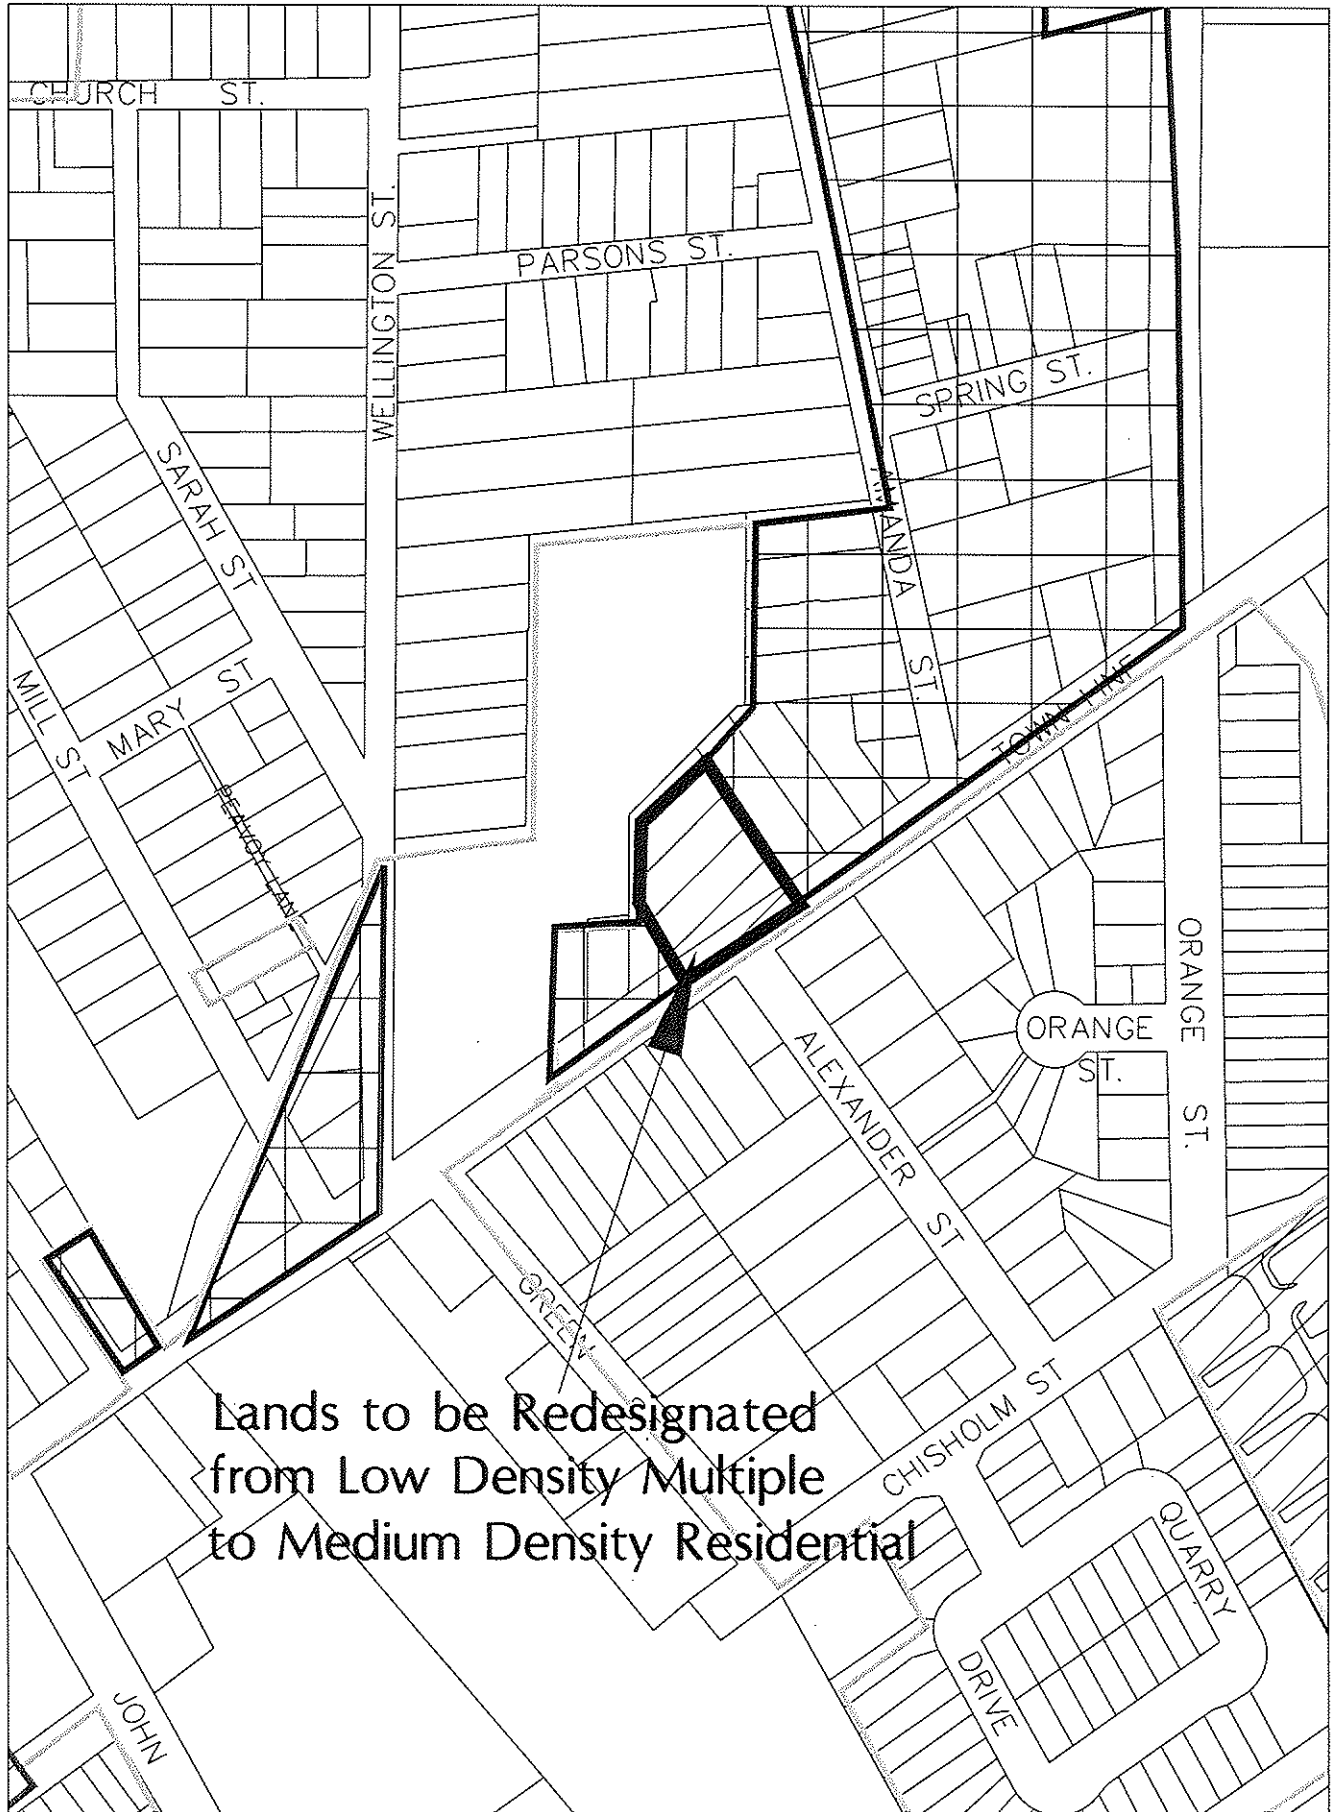 CHURCH ST.
WELLINGTON ST.
PARSONS ST.
SPRING ST.
SARAH ST
AMANDA ST.
MARY ST
MILL ST
PEAVOY LANE
TOWN LINE
ORANGE ST.
ORANGE ST.
ALEXANDER ST
GREEN S.
CHISHOLM ST
Lands to be Redesignated
from Low Density Multiple
to Medium Density Residential
QUARRY DRIVE
JOHN